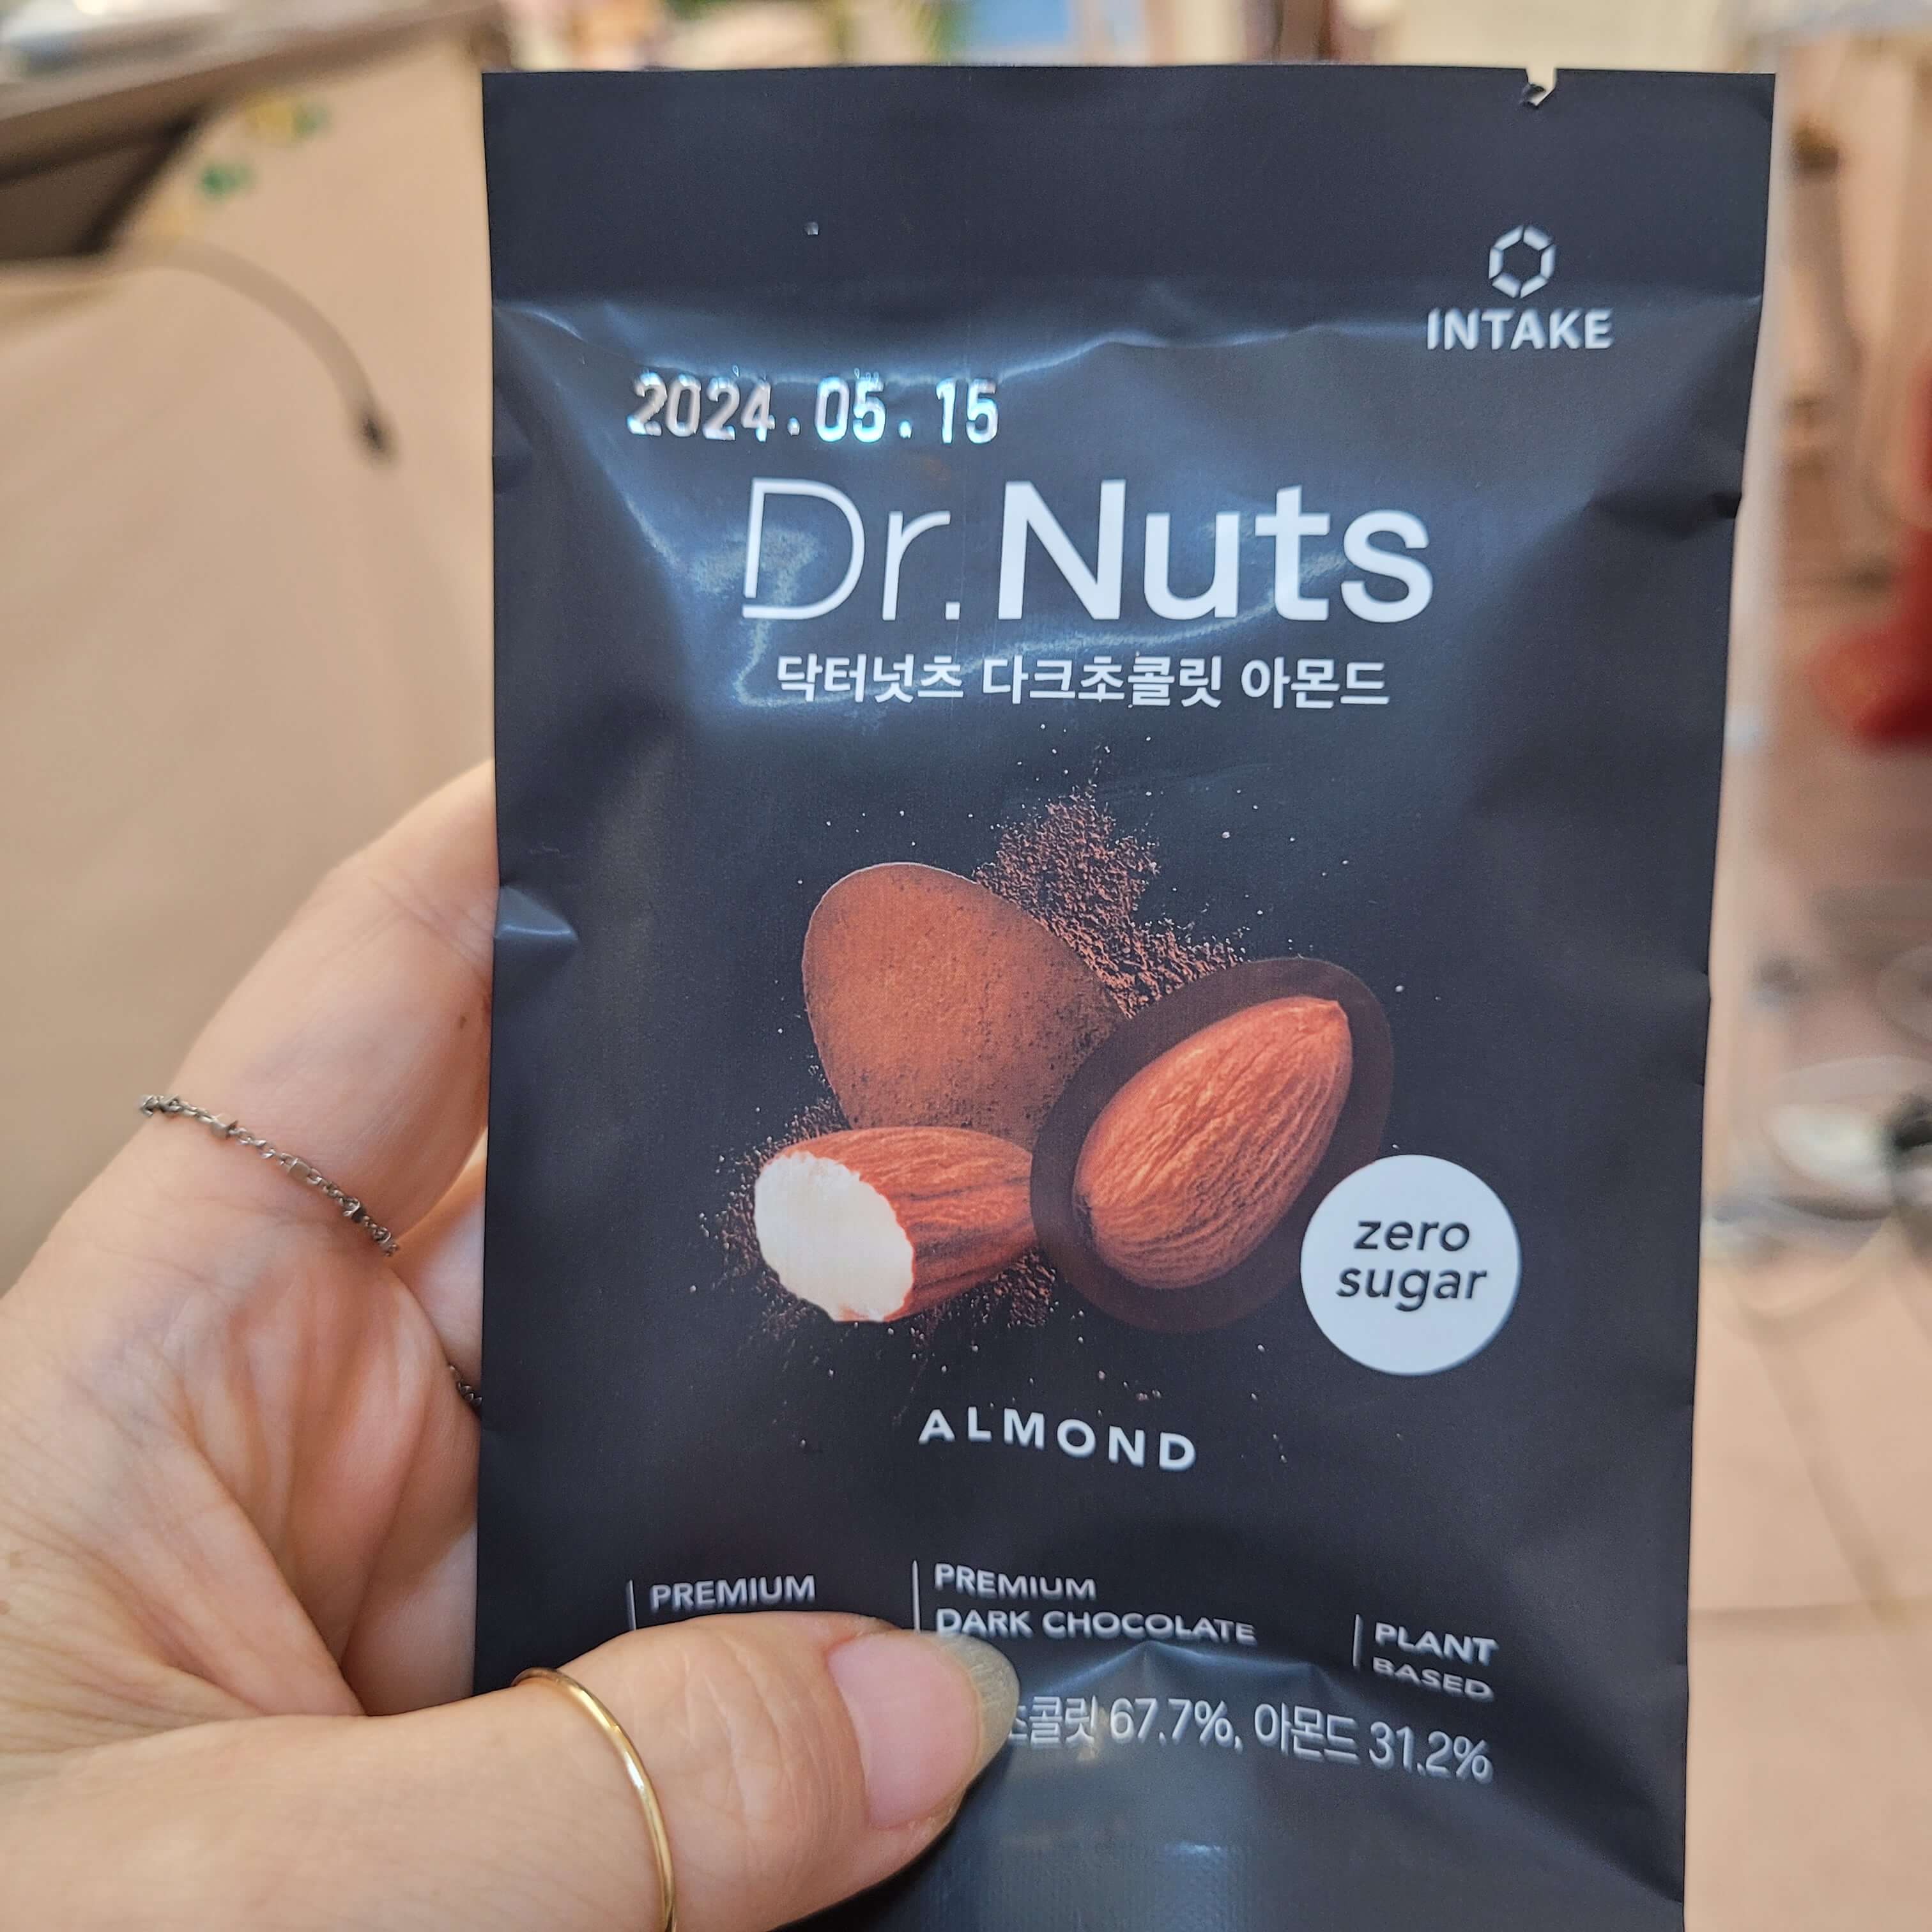 INTAKE
2024.05.15
Dr. Nuts
닥터넛츠 다크초콜릿 아몬드
zero
sugar
ALMOND
PREMIUM
PREMIUM
DARK CHOCOLATE
PLANT
BASED
67.7%, 아몬드 31.2%